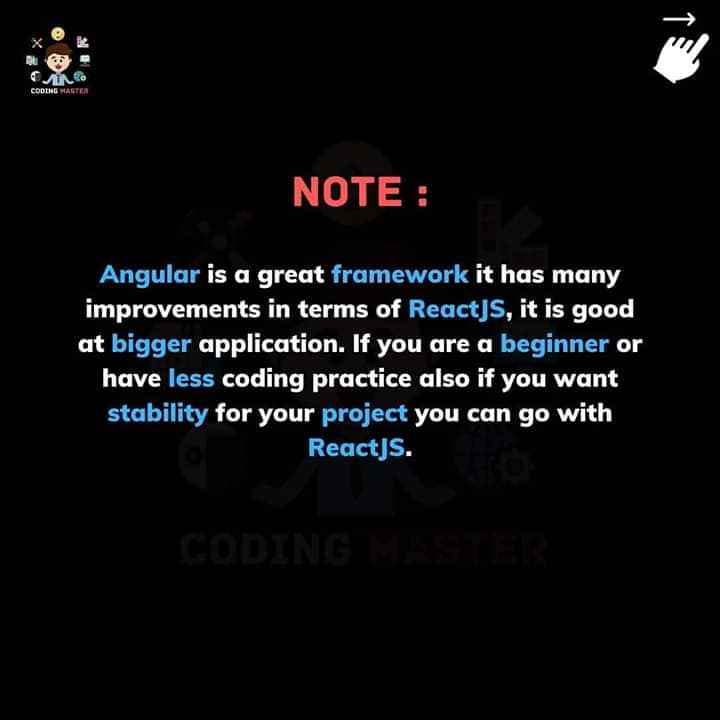 CODING MASTER
NOTE :
Angular is a great framework it has many
improvements in terms of ReactJS, it is good
at bigger application. If you are a beginner or
have less coding practice also if you want
stability for your project you can go with
ReactJS.
CODING MASTER